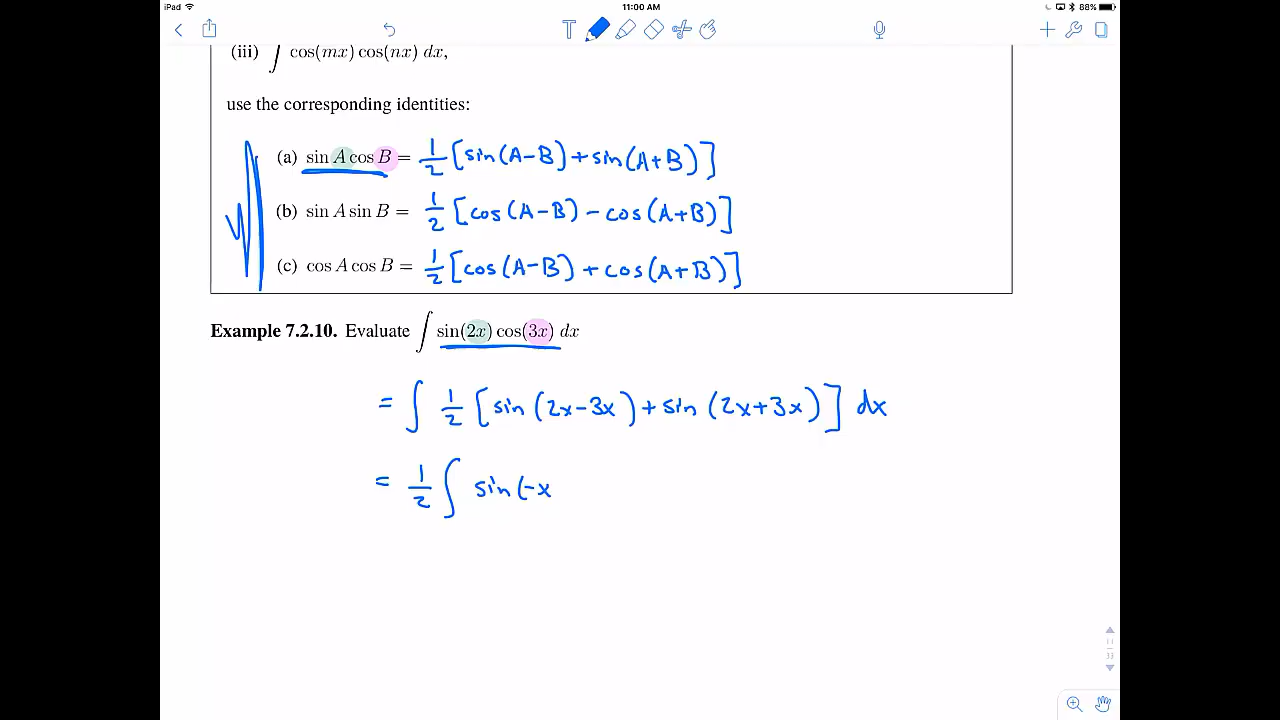 iPad 11:00 AM 88%
T
(iii) ∫ cos(mx) cos(nx) dx,
use the corresponding identities:
(a) sin A cos B = 1/2 [sin(A-B) + sin(A+B)]
(b) sin A sin B = 1/2 [cos(A-B) - cos(A+B)]
(c) cos A cos B = 1/2 [cos(A-B) + cos(A+B)]
Example 7.2.10. Evaluate ∫ sin(2x) cos(3x) dx
= ∫ 1/2 [sin(2x-3x) + sin(2x+3x)] dx
= 1/2 ∫ sin(-x
11
33